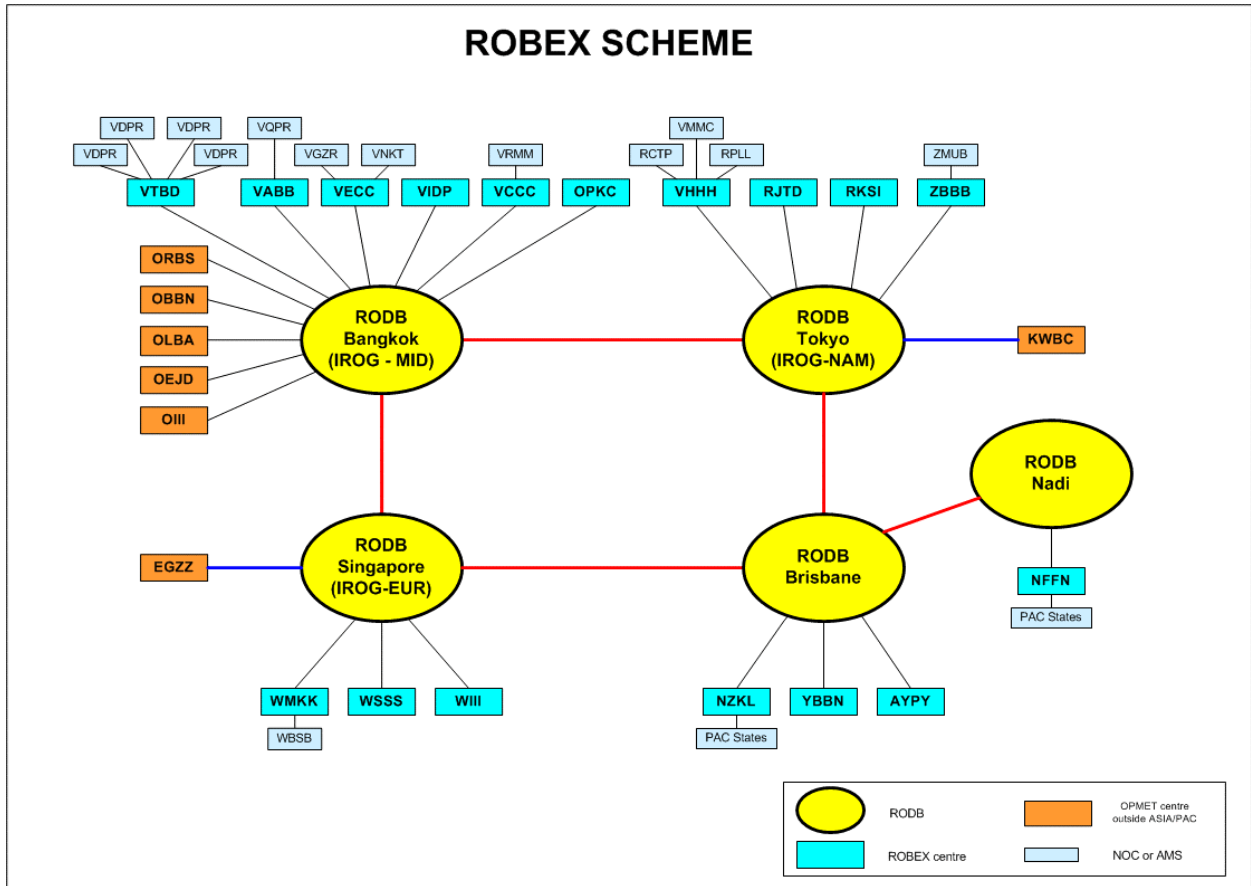 ROBEX SCHEME
VDPR
VDPR
VQPR
VMMC
VDPR
VDPR
VGZR
VNKT
VRMM
RCTP
RPLL
ZMUB
VTBD
VABB
VECC
VIDP
VCCC
OPKC
VHHH
RJTD
RKSI
ZBBB
ORBS
OBBN
OLBA
OEJD
OIII
RODB
Bangkok
(IROG - MID)
RODB
Tokyo
(IROG-NAM)
KWBC
RODB
Nadi
EGZZ
RODB
Singapore
(IROG-EUR)
RODB
Brisbane
NFFN
PAC States
WMKK
WSSS
WIII
NZKL
YBBN
AYPY
WBSB
PAC States
RODB
OPMET centre
outside ASIA/PAC
ROBEX centre
NOC or AMS